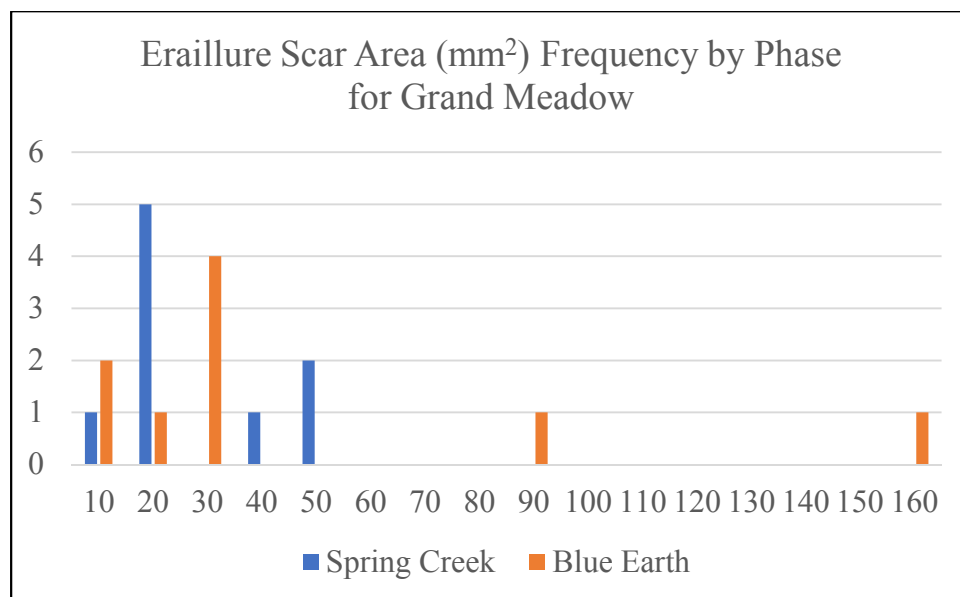 Eraillure Scar Area (mm²) Frequency by Phase
for Grand Meadow
6
5
4
3
2
1
0
10 20 30 40 50 60 70 80 90 100 110 120 130 140 150 160
Spring Creek Blue Earth